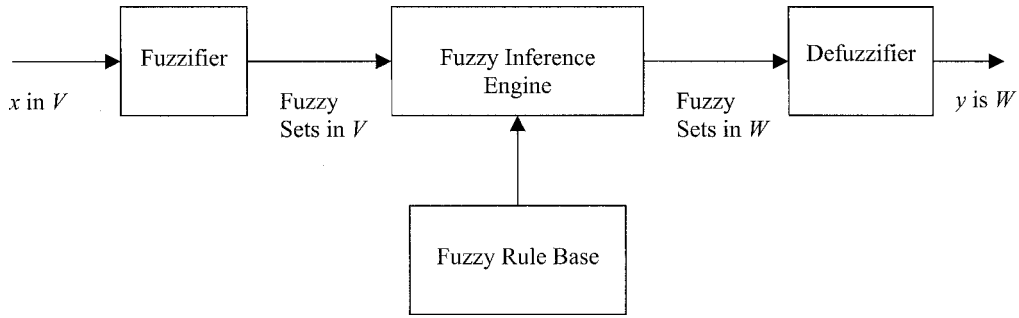 Fuzzifier
Fuzzy Inference
Engine
Defuzzifier
x in V
Fuzzy
Sets in V
Fuzzy
Sets in W
y is W
Fuzzy Rule Base